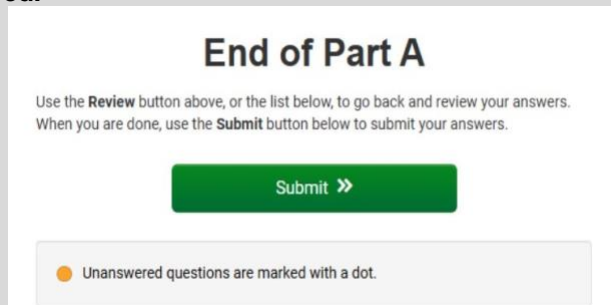 End of Part A
Use the Review button above, or the list below, to go back and review your answers.
When you are done, use the Submit button below to submit your answers.
Submit »
Unanswered questions are marked with a dot.